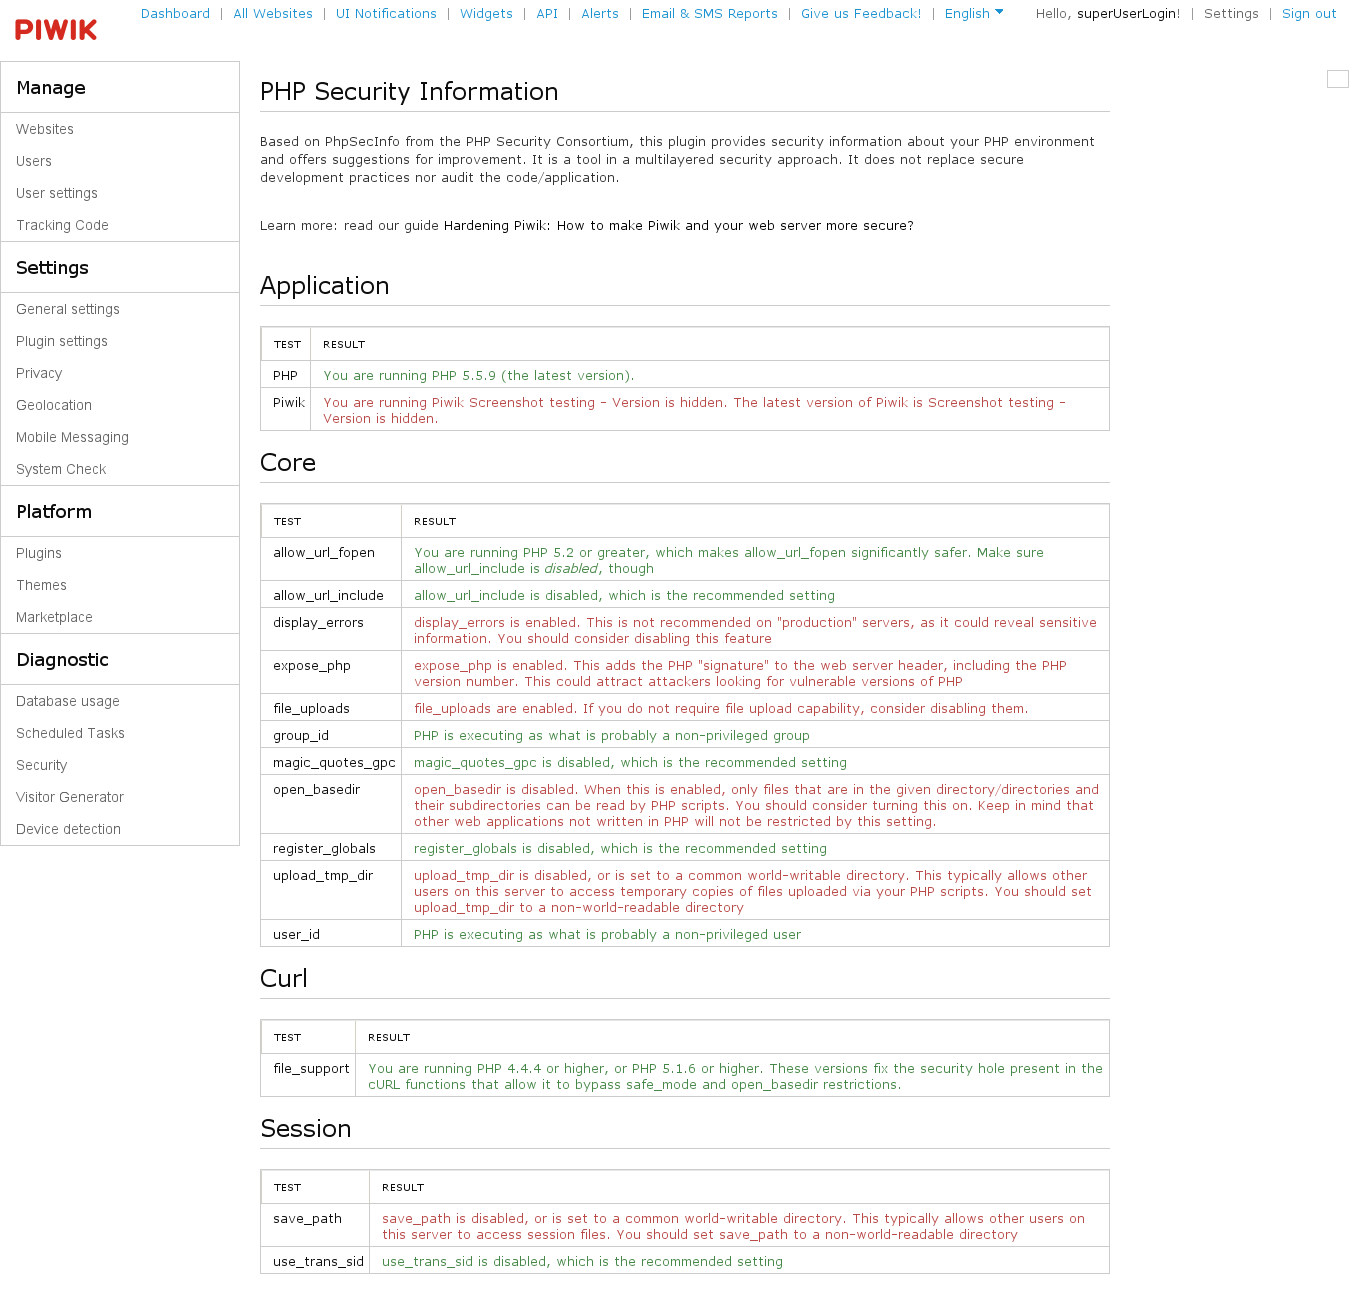 PIWIK
Dashboard | All Websites | UI Notifications | Widgets | API | Alerts | Email & SMS Reports | Give us Feedback! | English
Hello, superUserLogin! | Settings | Sign out
Manage
Websites
Users
User settings
Tracking Code
Settings
General settings
Plugin settings
Privacy
Geolocation
Mobile Messaging
System Check
Platform
Plugins
Themes
Marketplace
Diagnostic
Database usage
Scheduled Tasks
Security
Visitor Generator
Device detection
PHP Security Information
Based on PhpSecInfo from the PHP Security Consortium, this plugin provides security information about your PHP environment
and offers suggestions for improvement. It is a tool in a multilayered security approach. It does not replace secure
development practices nor audit the code/application.
Learn more: read our guide Hardening Piwik: How to make Piwik and your web server more secure?
Application
TEST RESULT
PHP You are running PHP 5.5.9 (the latest version).
Piwik You are running Piwik Screenshot testing - Version is hidden. The latest version of Piwik is Screenshot testing -
Version is hidden.
Core
TEST RESULT
allow_url_fopen You are running PHP 5.2 or greater, which makes allow_url_fopen significantly safer. Make sure
allow_url_include is disabled, though
allow_url_include allow_url_include is disabled, which is the recommended setting
display_errors display_errors is enabled. This is not recommended on "production" servers, as it could reveal sensitive
information. You should consider disabling this feature
expose_php expose_php is enabled. This adds the PHP "signature" to the web server header, including the PHP
version number. This could attract attackers looking for vulnerable versions of PHP
file_uploads file_uploads are enabled. If you do not require file upload capability, consider disabling them.
group_id PHP is executing as what is probably a non-privileged group
magic_quotes_gpc magic_quotes_gpc is disabled, which is the recommended setting
open_basedir open_basedir is disabled. When this is enabled, only files that are in the given directory/directories and
their subdirectories can be read by PHP scripts. You should consider turning this on. Keep in mind that
other web applications not written in PHP will not be restricted by this setting.
register_globals register_globals is disabled, which is the recommended setting
upload_tmp_dir upload_tmp_dir is disabled, or is set to a common world-writable directory. This typically allows other
users on this server to access temporary copies of files uploaded via your PHP scripts. You should set
upload_tmp_dir to a non-world-readable directory
user_id PHP is executing as what is probably a non-privileged user
Curl
TEST RESULT
file_support You are running PHP 4.4.4 or higher, or PHP 5.1.6 or higher. These versions fix the security hole present in the
cURL functions that allow it to bypass safe_mode and open_basedir restrictions.
Session
TEST RESULT
save_path save_path is disabled, or is set to a common world-writable directory. This typically allows other users on
this server to access session files. You should set save_path to a non-world-readable directory
use_trans_sid use_trans_sid is disabled, which is the recommended setting